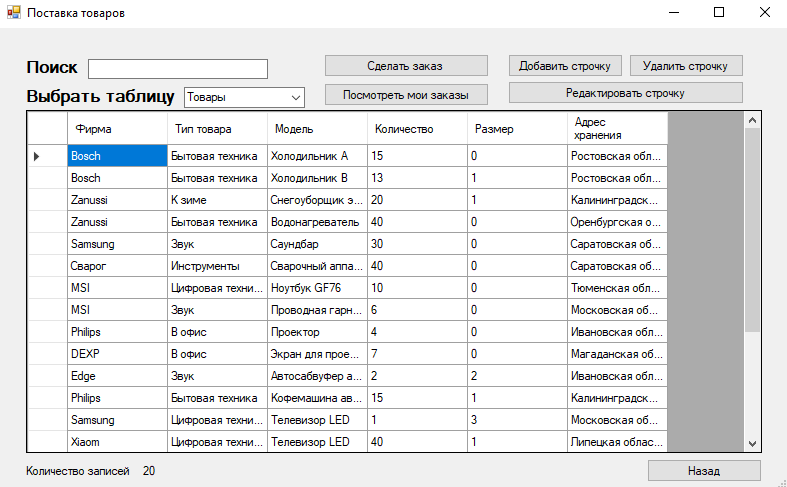 Поставка товаров
Поиск
Сделать заказ
Добавить строчку
Удалить строчку
Выбрать таблицу
Товары
Посмотреть мои заказы
Редактировать строчку
Фирма Тип товара Модель Количество Размер Адрес хранения
Bosch Бытовая техника Холодильник А 15 0 Ростовская обл...
Bosch Бытовая техника Холодильник В 13 1 Ростовская обл...
Zanussi К зиме Снегоуборщик э... 20 1 Калининградск...
Zanussi Бытовая техника Водонагреватель 40 0 Оренбургская о...
Samsung Звук Саундбар 30 0 Саратовская об...
Сварог Инструменты Сварочный аппа... 40 0 Саратовская об...
MSI Цифровая техни... Ноутбук GF76 10 0 Тюменская обл...
MSI Звук Проводная гарн... 6 0 Московская об...
Philips В офис Проектор 4 0 Ивановская обл...
DEXP В офис Экран для прое... 7 0 Магаданская об...
Edge Звук Автосабвуфер а... 2 2 Ивановская обл...
Philips Бытовая техника Кофемашина ав... 15 1 Калининградск...
Samsung Цифровая техни... Телевизор LED 1 3 Московская об...
Xiaom Цифровая техни... Телевизор LED 40 1 Липецкая облас...
Количество записей 20
Назад